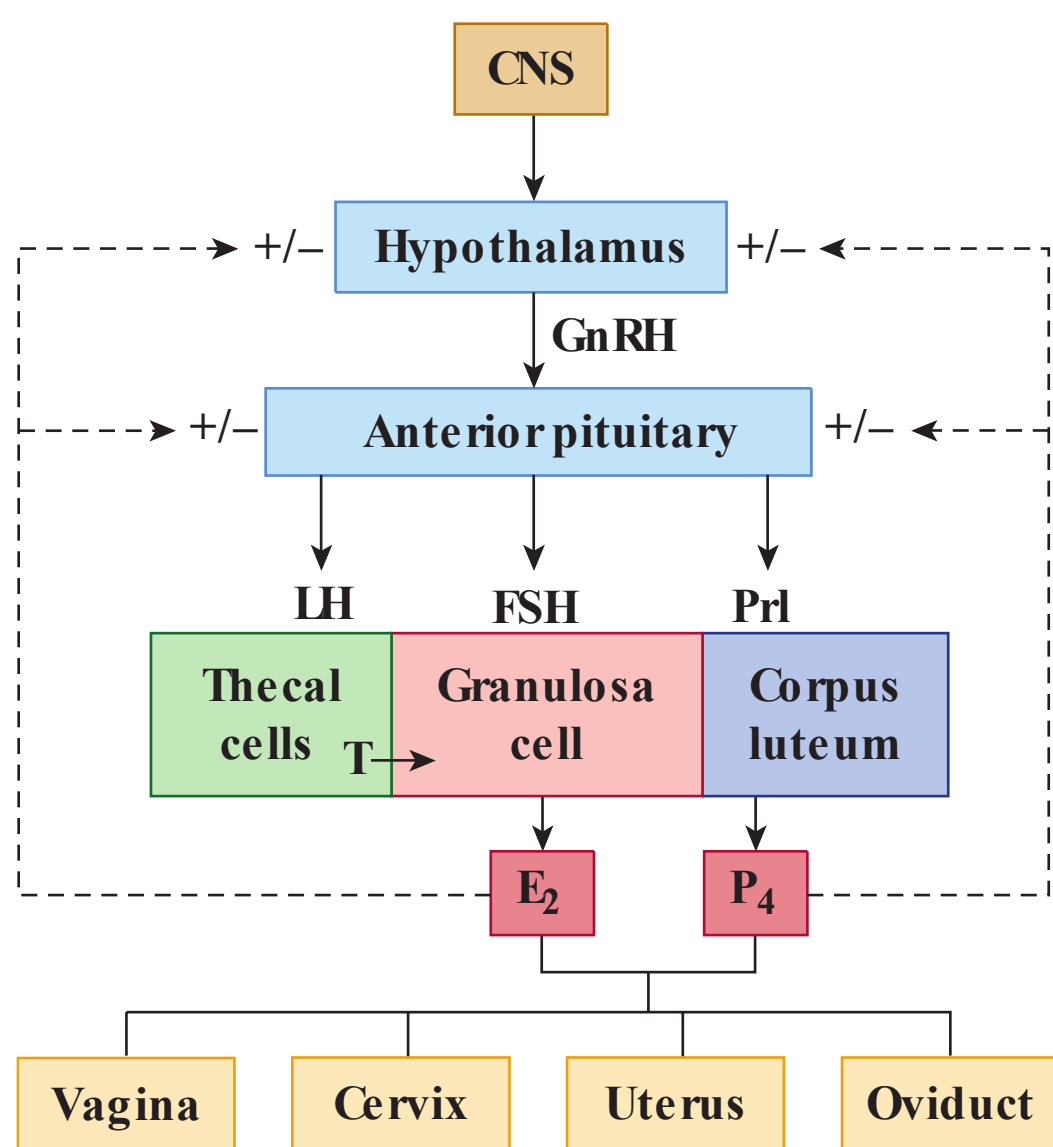 CNS
+/– Hypothalamus +/–
GnRH
+/– Anterior pituitary +/–
LH FSH Prl
Thecal Granulosa Corpus
cells T cell luteum
E₂ P₄
Vagina Cervix Uterus Oviduct